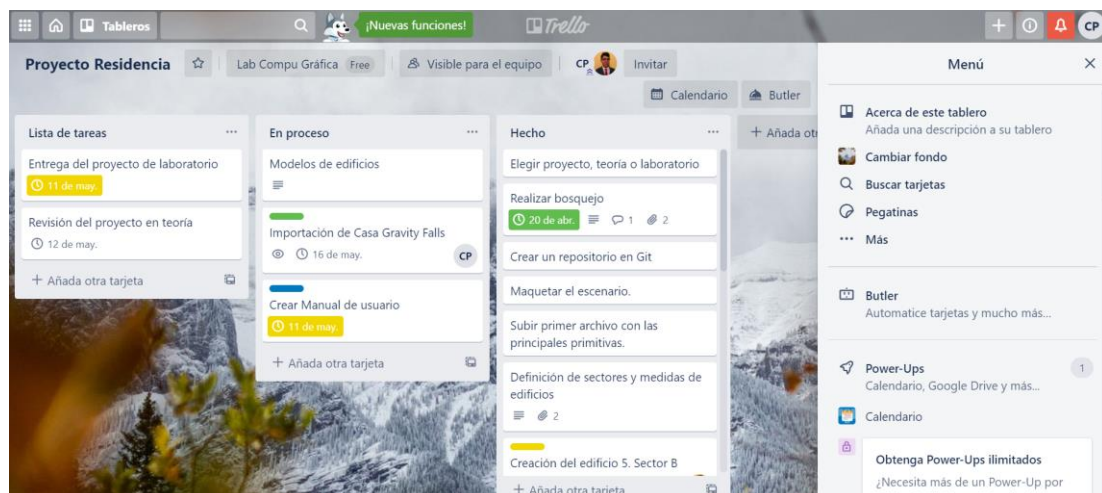 Tableros
¡Nuevas funciones!
Trello
CP
Proyecto Residencia
Lab Compu Gráfica Free
Visible para el equipo
CP
Invitar
Calendario
Butler
Lista de tareas
Entrega del proyecto de laboratorio
11 de may.
Revisión del proyecto en teoría
12 de may.
+ Añada otra tarjeta
En proceso
Modelos de edificios
Importación de Casa Gravity Falls
16 de may.
CP
Crear Manual de usuario
11 de may.
+ Añada otra tarjeta
Hecho
Elegir proyecto, teoría o laboratorio
Realizar bosquejo
20 de abr. 1 2
Crear un repositorio en Git
Maquetar el escenario.
Subir primer archivo con las
principales primitivas.
Definición de sectores y medidas de
edificios
2
Creación del edificio 5. Sector B
+ Añada otra tarjeta
+ Añada ot
Menú
Acerca de este tablero
Añada una descripción a su tablero
Cambiar fondo
Buscar tarjetas
Pegatinas
Más
Butler
Automatice tarjetas y mucho más...
Power-Ups 1
Calendario, Google Drive y más...
Calendario
Obtenga Power-Ups ilimitados
¿Necesita más de un Power-Up por